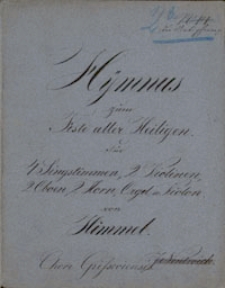 Hymnus
zum
Feste aller Heiligen.
für
4 Singstimmen, 2 Violinen,
2 Oboen, 2 Horn, Orgel u. Violon
von
Himmel.
Chori